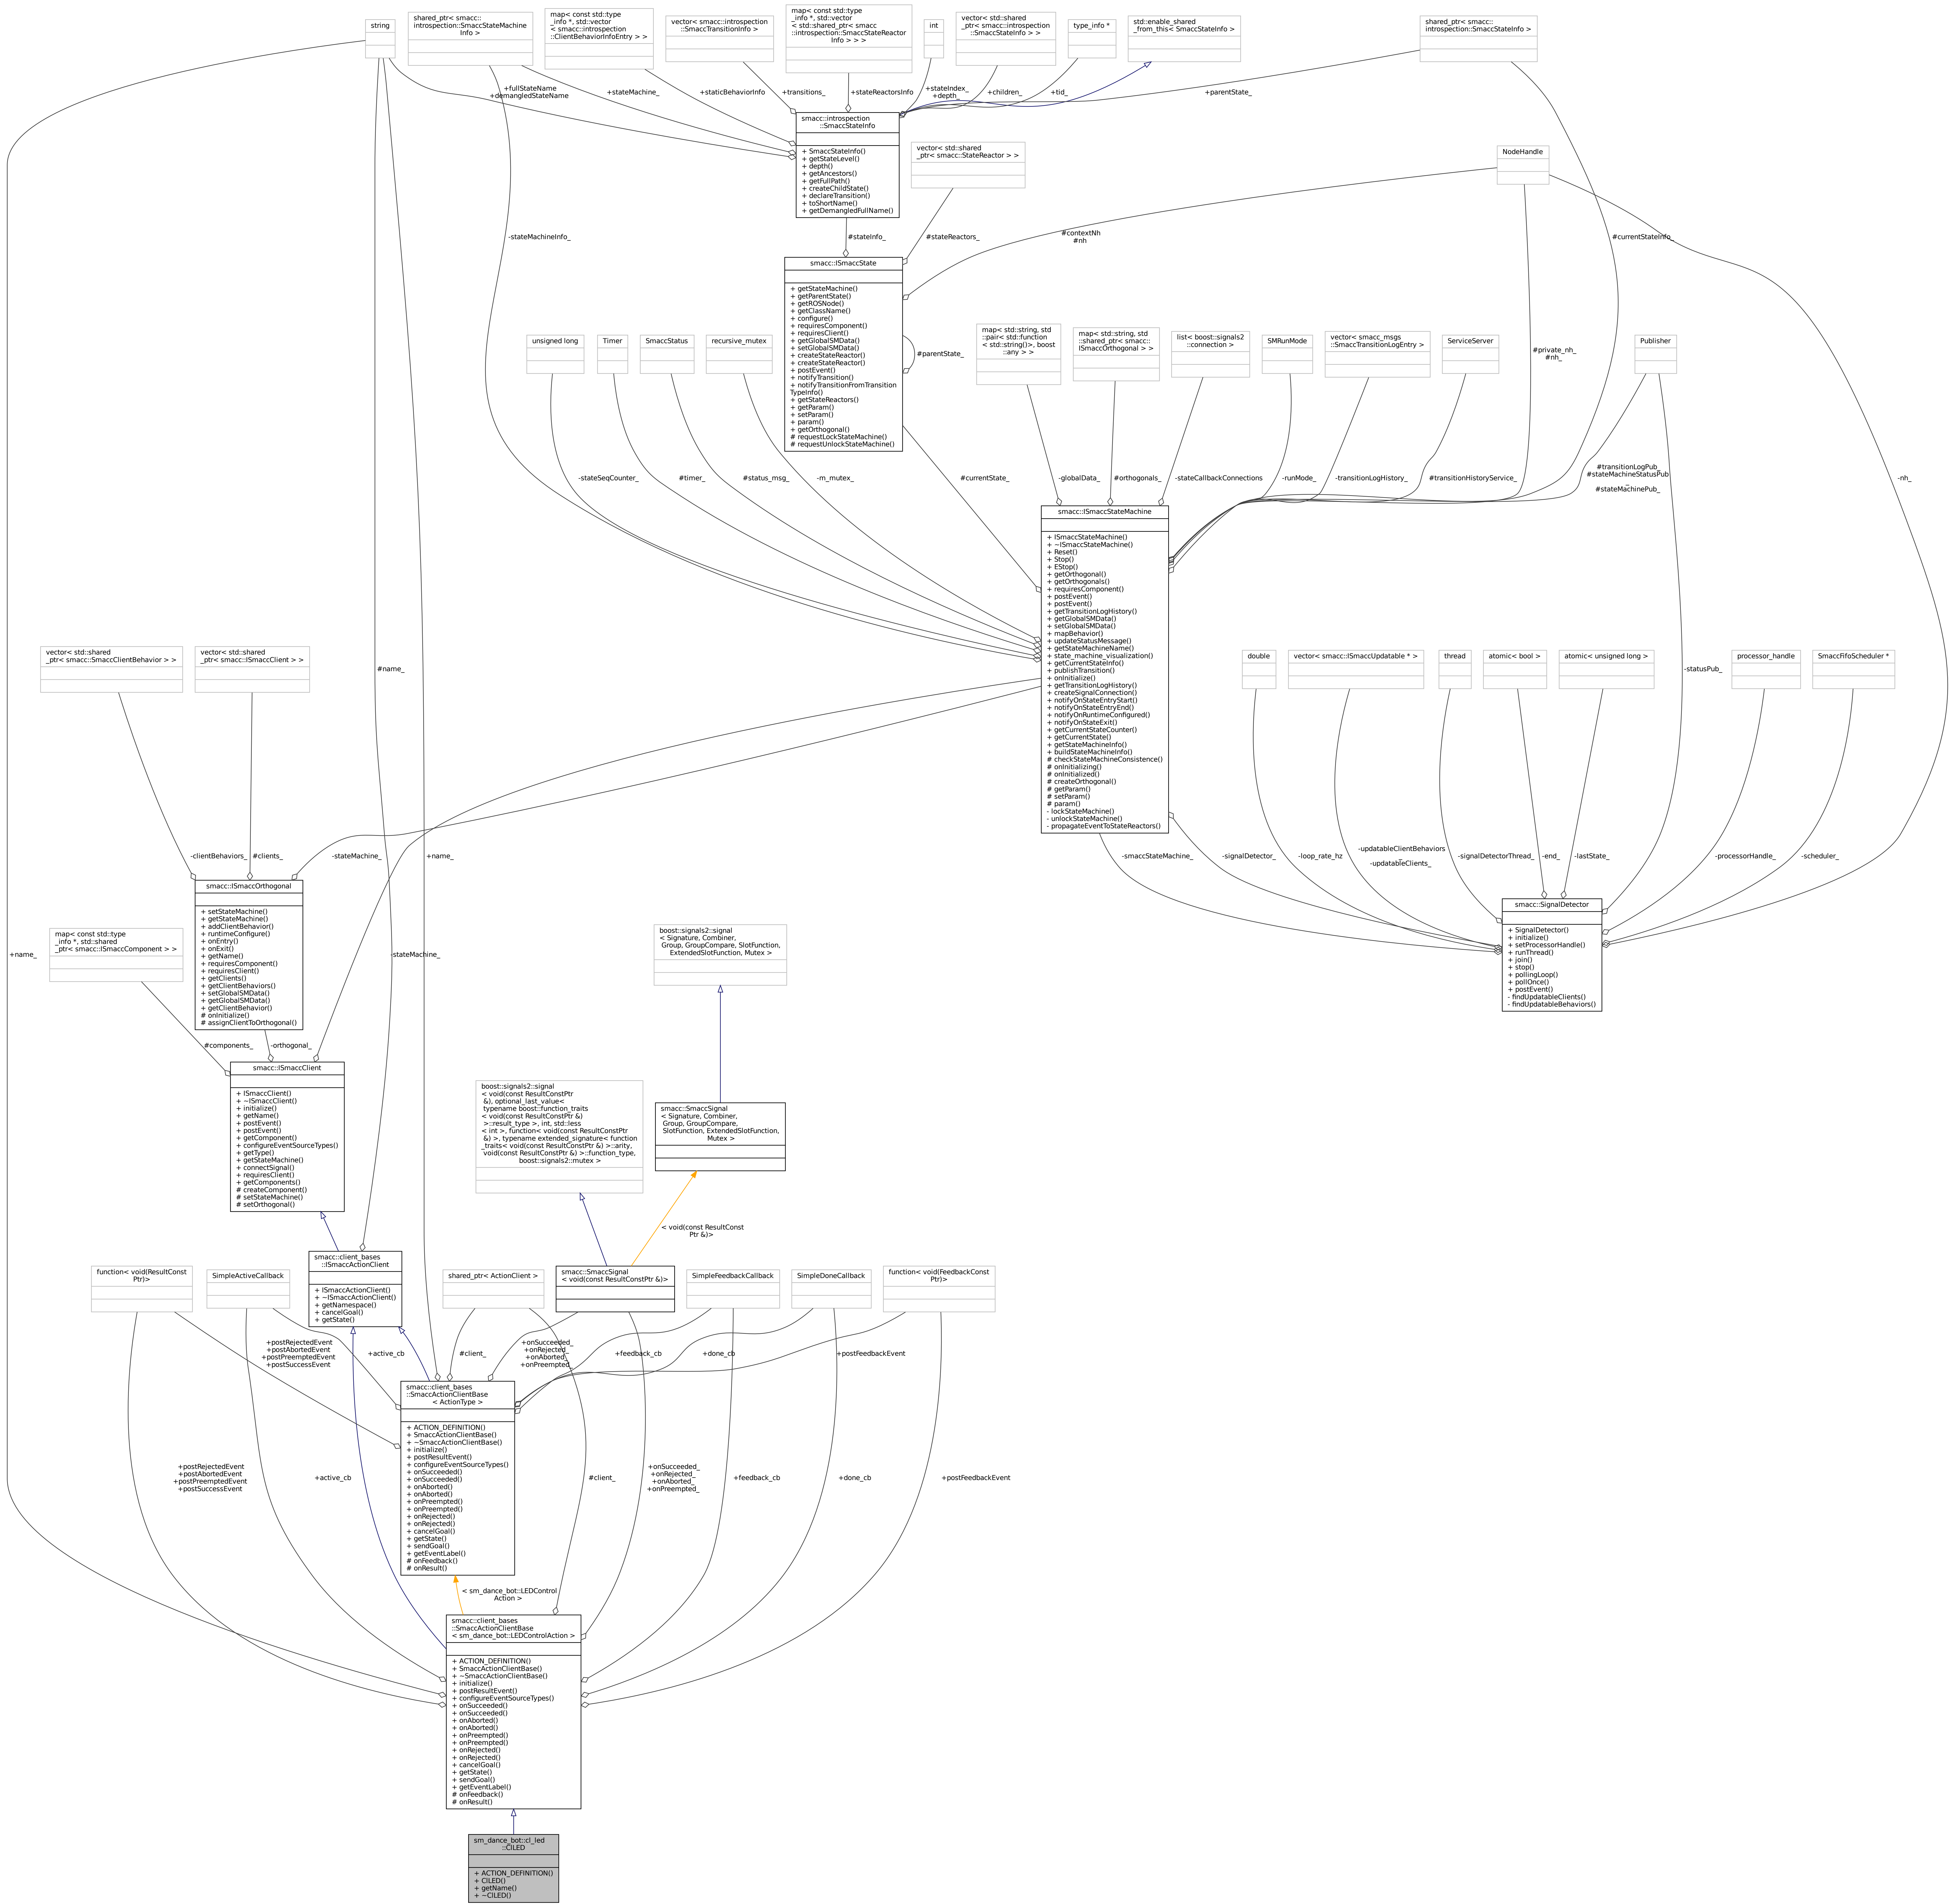 string
shared_ptr< smacc::
introspection::SmaccStateMachine
Info >
map< const std::type
_info *, std::vector
< smacc::introspection
::ClientBehaviorInfoEntry > >
vector< smacc::introspection
::SmaccTransitionInfo >
map< const std::type
_info *, std::vector
< std::shared_ptr< smacc
::introspection::SmaccStateReactor
Info > > >
int
vector< std::shared
_ptr< smacc::introspection
::SmaccStateInfo > >
type_info *
std::enable_shared
_from_this< SmaccStateInfo >
shared_ptr< smacc::
introspection::SmaccStateInfo >
+fullStateName
+demangledStateName
+stateMachine_
+staticBehaviorInfo
+transitions_
+stateReactorsInfo
+stateIndex_
+depth_
+children_
+tid_
+parentState_
smacc::introspection
::SmaccStateInfo
+ SmaccStateInfo()
+ getStateLevel()
+ depth()
+ getAncestors()
+ getFullPath()
+ createChildState()
+ declareTransition()
+ toShortName()
+ getDemangledFullName()
vector< std::shared
_ptr< smacc::StateReactor > >
NodeHandle
-stateMachineInfo_
#stateInfo_
#stateReactors_
#contextNh
#nh
#currentStateInfo_
smacc::ISmaccState
+ getStateMachine()
+ getParentState()
+ getROSNode()
+ getClassName()
+ configure()
+ requiresComponent()
+ requiresClient()
+ getGlobalSMData()
+ setGlobalSMData()
+ createStateReactor()
+ createStateReactor()
+ postEvent()
+ notifyTransition()
+ notifyTransitionFromTransition
TypeInfo()
+ getStateReactors()
+ getParam()
+ setParam()
+ param()
+ getOrthogonal()
# requestLockStateMachine()
# requestUnlockStateMachine()
#parentState_
unsigned long
Timer
SmaccStatus
recursive_mutex
map< std::string, std
::pair< std::function
< std::string()>, boost
::any > >
map< std::string, std
::shared_ptr< smacc::
ISmaccOrthogonal > >
list< boost::signals2
::connection >
SMRunMode
vector< smacc_msgs
::SmaccTransitionLogEntry >
ServiceServer
#private_nh_
#nh_
Publisher
-stateSeqCounter_
#timer_
#status_msg_
-m_mutex_
#currentState_
-globalData_
#orthogonals_
-stateCallbackConnections
-runMode_
-transitionLogHistory_
#transitionHistoryService_
#transitionLogPub_
#stateMachineStatusPub
_
#stateMachinePub_
-nh_
smacc::ISmaccStateMachine
+ ISmaccStateMachine()
+ ~ISmaccStateMachine()
+ Reset()
+ Stop()
+ EStop()
+ getOrthogonal()
+ getOrthogonals()
+ requiresComponent()
+ postEvent()
+ postEvent()
+ getTransitionLogHistory()
+ getGlobalSMData()
+ setGlobalSMData()
+ mapBehavior()
+ updateStatusMessage()
+ getStateMachineName()
+ state_machine_visualization()
+ getCurrentStateInfo()
+ publishTransition()
+ onInitialize()
+ getTransitionLogHistory()
+ createSignalConnection()
+ notifyOnStateEntryStart()
+ notifyOnStateEntryEnd()
+ notifyOnRuntimeConfigured()
+ notifyOnStateExit()
+ getCurrentStateCounter()
+ getCurrentState()
+ getStateMachineInfo()
+ buildStateMachineInfo()
# checkStateMachineConsistence()
# onInitializing()
# onInitialized()
# createOrthogonal()
# getParam()
# setParam()
# param()
- lockStateMachine()
- unlockStateMachine()
- propagateEventToStateReactors()
vector< std::shared
_ptr< smacc::SmaccClientBehavior > >
vector< std::shared
_ptr< smacc::ISmaccClient > >
#name_
double
vector< smacc::ISmaccUpdatable * >
thread
atomic< bool >
atomic< unsigned long >
-statusPub_
processor_handle
SmaccFifoScheduler *
-clientBehaviors_
#clients_
-stateMachine_
+name_
-smaccStateMachine_
-signalDetector_
-loop_rate_hz
-updatableClientBehaviors
_
-updatableClients_
-signalDetectorThread_
-end_
-lastState_
-processorHandle_
-scheduler_
smacc::ISmaccOrthogonal
+ setStateMachine()
+ getStateMachine()
+ addClientBehavior()
+ runtimeConfigure()
+ onEntry()
+ onExit()
+ getName()
+ requiresComponent()
+ requiresClient()
+ getClients()
+ getClientBehaviors()
+ setGlobalSMData()
+ getGlobalSMData()
+ getClientBehavior()
# onInitialize()
# assignClientToOrthogonal()
smacc::SignalDetector
+ SignalDetector()
+ initialize()
+ setProcessorHandle()
+ runThread()
+ join()
+ stop()
+ pollingLoop()
+ pollOnce()
+ postEvent()
- findUpdatableClients()
- findUpdatableBehaviors()
map< const std::type
_info *, std::shared
_ptr< smacc::ISmaccComponent > >
+name_
-stateMachine_
boost::signals2::signal
< Signature, Combiner,
Group, GroupCompare, SlotFunction,
ExtendedSlotFunction, Mutex >
#components_
-orthogonal_
smacc::ISmaccClient
+ ISmaccClient()
+ ~ISmaccClient()
+ initialize()
+ getName()
+ postEvent()
+ postEvent()
+ getComponent()
+ configureEventSourceTypes()
+ getType()
+ getStateMachine()
+ connectSignal()
+ requiresClient()
+ getComponents()
# createComponent()
# setStateMachine()
# setOrthogonal()
boost::signals2::signal
< void(const ResultConstPtr
&), optional_last_value<
typename boost::function_traits
< void(const ResultConstPtr &)
>::result_type >, int, std::less
< int >, function< void(const ResultConstPtr
&) >, typename extended_signature< function
_traits< void(const ResultConstPtr &) >::arity,
void(const ResultConstPtr &) >::function_type,
boost::signals2::mutex >
smacc::SmaccSignal
< Signature, Combiner,
Group, GroupCompare,
SlotFunction, ExtendedSlotFunction,
Mutex >
< void(const ResultConst
Ptr &)>
smacc::client_bases
::ISmaccActionClient
+ ISmaccActionClient()
+ ~ISmaccActionClient()
+ getNamespace()
+ cancelGoal()
+ getState()
function< void(ResultConst
Ptr)>
SimpleActiveCallback
shared_ptr< ActionClient >
smacc::SmaccSignal
< void(const ResultConstPtr &)>
SimpleFeedbackCallback
SimpleDoneCallback
function< void(FeedbackConst
Ptr)>
+postRejectedEvent
+postAbortedEvent
+postPreemptedEvent
+postSuccessEvent
+active_cb
#client_
+onSucceeded_
+onRejected_
+onAborted_
+onPreempted_
+feedback_cb
+done_cb
+postFeedbackEvent
smacc::client_bases
::SmaccActionClientBase
< ActionType >
+ ACTION_DEFINITION()
+ SmaccActionClientBase()
+ ~SmaccActionClientBase()
+ initialize()
+ postResultEvent()
+ configureEventSourceTypes()
+ onSucceeded()
+ onSucceeded()
+ onAborted()
+ onAborted()
+ onPreempted()
+ onPreempted()
+ onRejected()
+ onRejected()
+ cancelGoal()
+ getState()
+ sendGoal()
+ getEventLabel()
# onFeedback()
# onResult()
+postRejectedEvent
+postAbortedEvent
+postPreemptedEvent
+postSuccessEvent
+active_cb
#client_
+onSucceeded_
+onRejected_
+onAborted_
+onPreempted_
+feedback_cb
+done_cb
+postFeedbackEvent
< sm_dance_bot::LEDControl
Action >
smacc::client_bases
::SmaccActionClientBase
< sm_dance_bot::LEDControlAction >
+ ACTION_DEFINITION()
+ SmaccActionClientBase()
+ ~SmaccActionClientBase()
+ initialize()
+ postResultEvent()
+ configureEventSourceTypes()
+ onSucceeded()
+ onSucceeded()
+ onAborted()
+ onAborted()
+ onPreempted()
+ onPreempted()
+ onRejected()
+ onRejected()
+ cancelGoal()
+ getState()
+ sendGoal()
+ getEventLabel()
# onFeedback()
# onResult()
sm_dance_bot::cl_led
::ClLED
+ ACTION_DEFINITION()
+ ClLED()
+ getName()
+ ~ClLED()